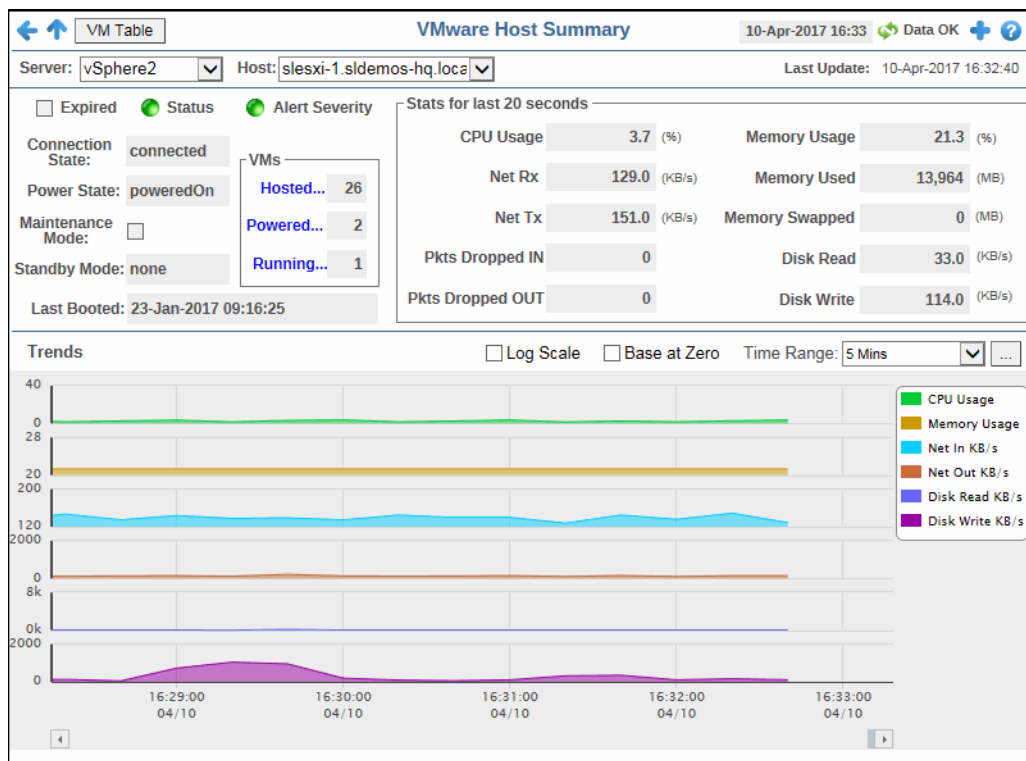 VM Table
VMware Host Summary
10-Apr-2017 16:33
Data OK
Server: vSphere2
Host: slesxi-1.sldemos-hq.loca
Last Update: 10-Apr-2017 16:32:40
Expired
Status
Alert Severity
Connection State: connected
Power State: poweredOn
Maintenance Mode:
Standby Mode: none
Last Booted: 23-Jan-2017 09:16:25
VMs
Hosted... 26
Powered... 2
Running... 1
Stats for last 20 seconds
CPU Usage 3.7 (%)
Memory Usage 21.3 (%)
Net Rx 129.0 (KB/s)
Memory Used 13,964 (MB)
Net Tx 151.0 (KB/s)
Memory Swapped 0 (MB)
Pkts Dropped IN 0
Disk Read 33.0 (KB/s)
Pkts Dropped OUT 0
Disk Write 114.0 (KB/s)
Trends
Log Scale
Base at Zero
Time Range: 5 Mins
...
40
0
28
20
200
120
2000
0
8k
0k
2000
0
16:29:00
04/10
16:30:00
04/10
16:31:00
04/10
16:32:00
04/10
16:33:00
04/10
CPU Usage
Memory Usage
Net In KB/s
Net Out KB/s
Disk Read KB/s
Disk Write KB/s